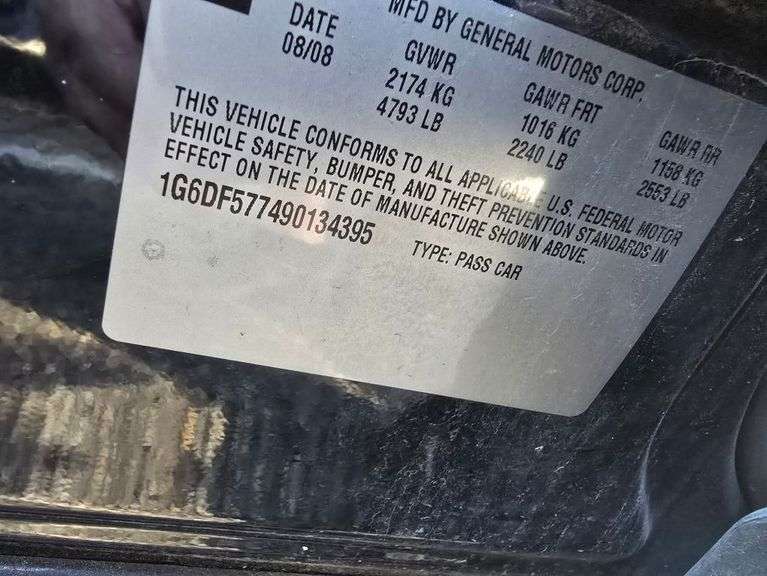 MFD BY GENERAL MOTORS CORP.
DATE GVWR GAWR FRT GAWR RR
08/08 2174 KG 1016 KG 1158 KG
4793 LB 2240 LB 2553 LB
THIS VEHICLE CONFORMS TO ALL APPLICABLE U.S. FEDERAL MOTOR
VEHICLE SAFETY, BUMPER, AND THEFT PREVENTION STANDARDS IN
EFFECT ON THE DATE OF MANUFACTURE SHOWN ABOVE.
1G6DF577490134395 TYPE: PASS CAR